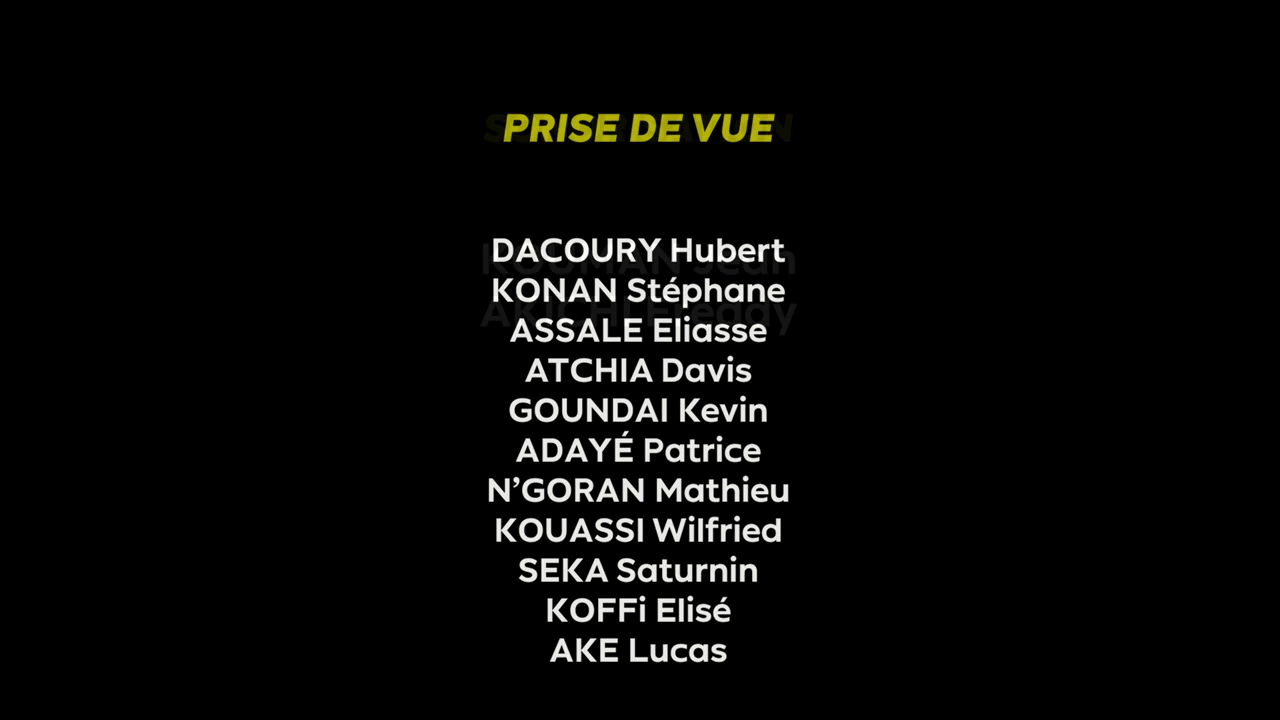 PRISE DE VUE
DACOURY Hubert
KONAN Stéphane
ASSALE Eliasse
ATCHIA Davis
GOUNDAI Kevin
ADAYÉ Patrice
N’GORAN Mathieu
KOUASSI Wilfried
SEKA Saturnin
KOFFi Elisé
AKE Lucas